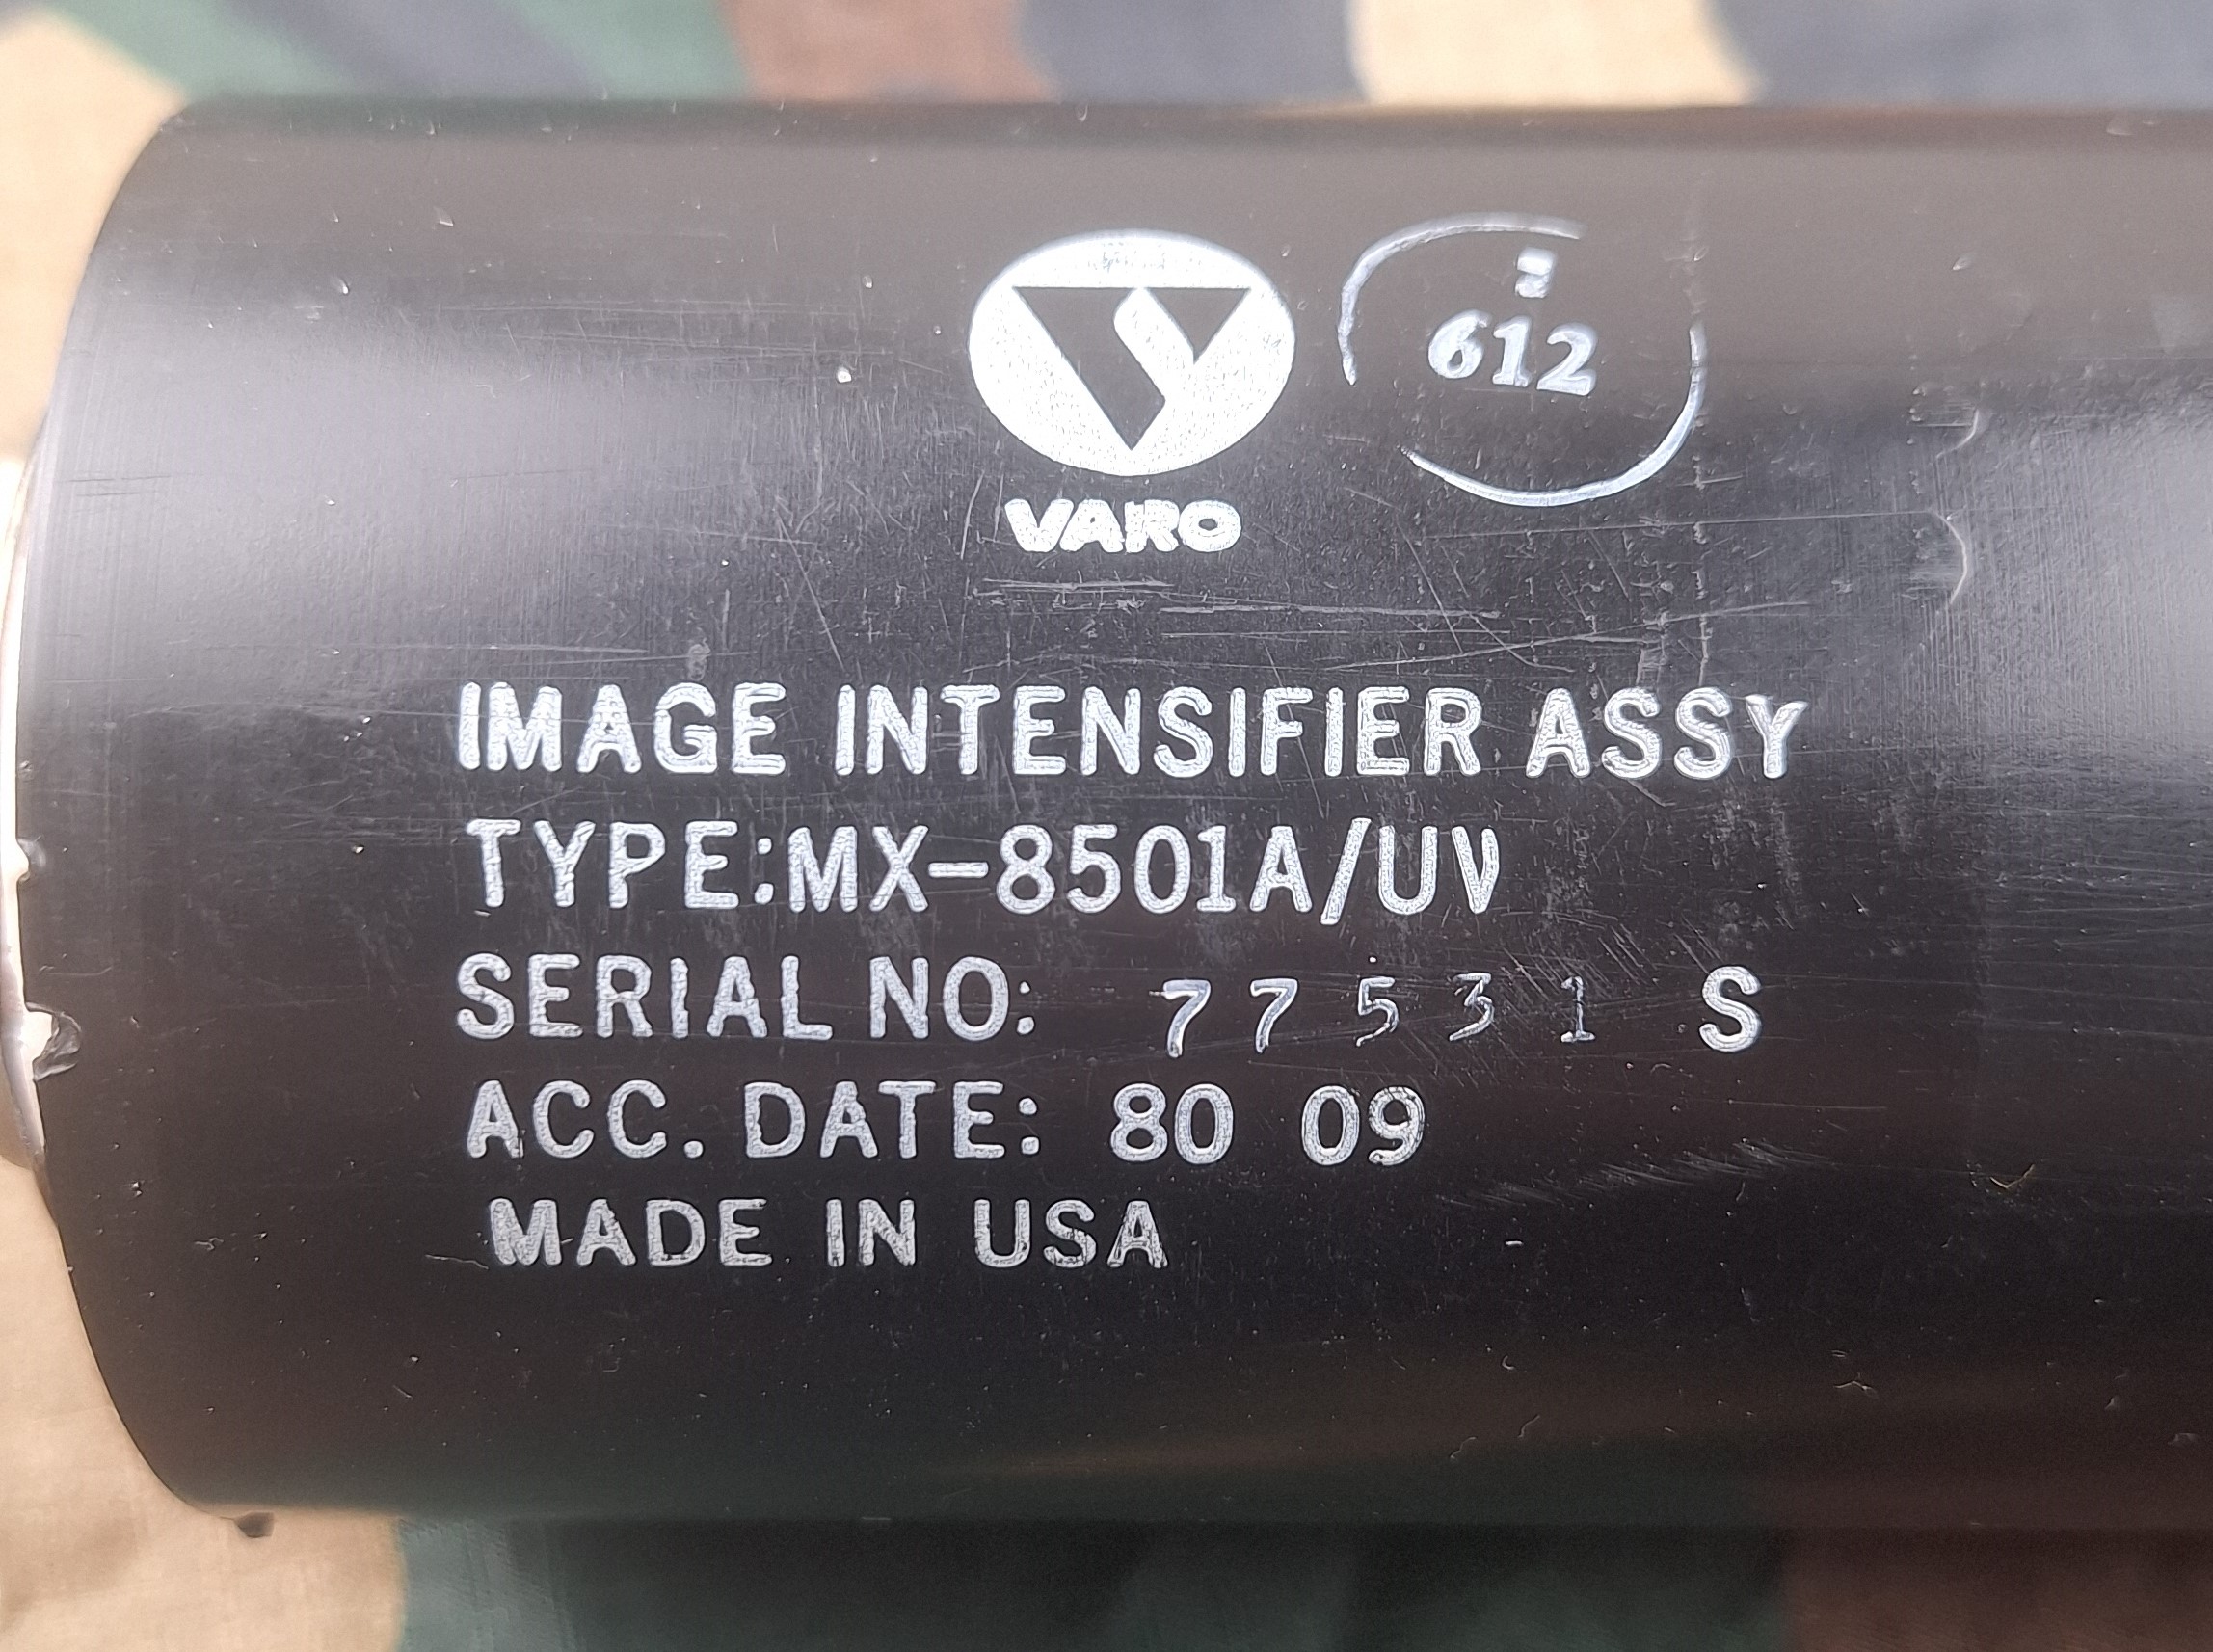 612
VARO
IMAGE INTENSIFIER ASSY
TYPE:MX-8501A/UV
SERIAL NO: 77531 S
ACC. DATE: 80 09
MADE IN USA